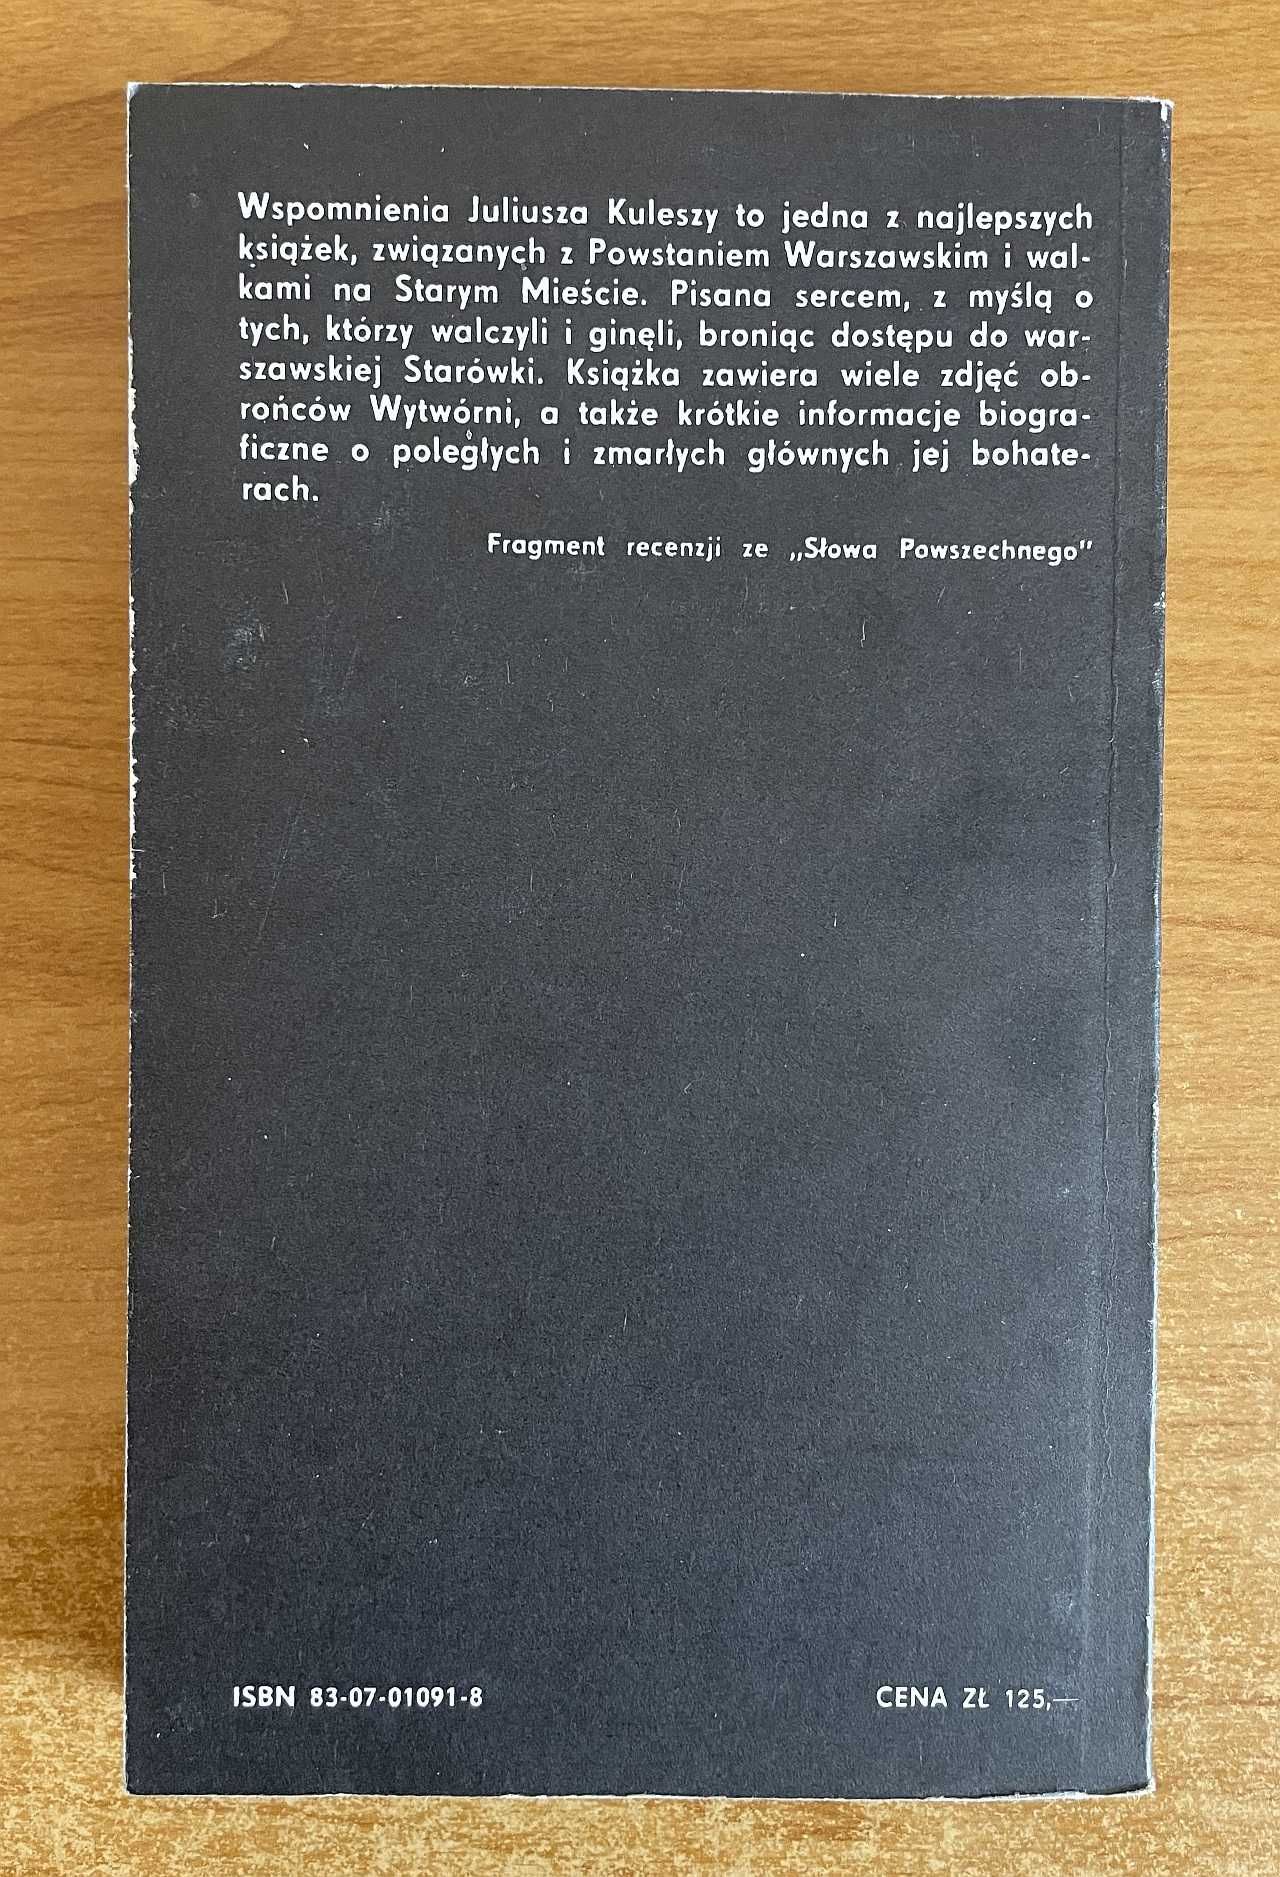 Wspomnienia Juliusza Kuleszy to jedna z najlepszych
książek, związanych z Powstaniem Warszawskim i wal-
kami na Starym Mieście. Pisana sercem, z myślą o
tych, którzy walczyli i ginęli, broniąc dostępu do war-
szawskiej Starówki. Książka zawiera wiele zdjęć ob-
rońców Wytwórni, a także krótkie informacje biogra-
ficzne o poległych i zmarłych głównych jej bohate-
rach.
Fragment recenzji ze „Słowa Powszechnego"
ISBN 83-07-01091-8
CENA ZŁ 125,—